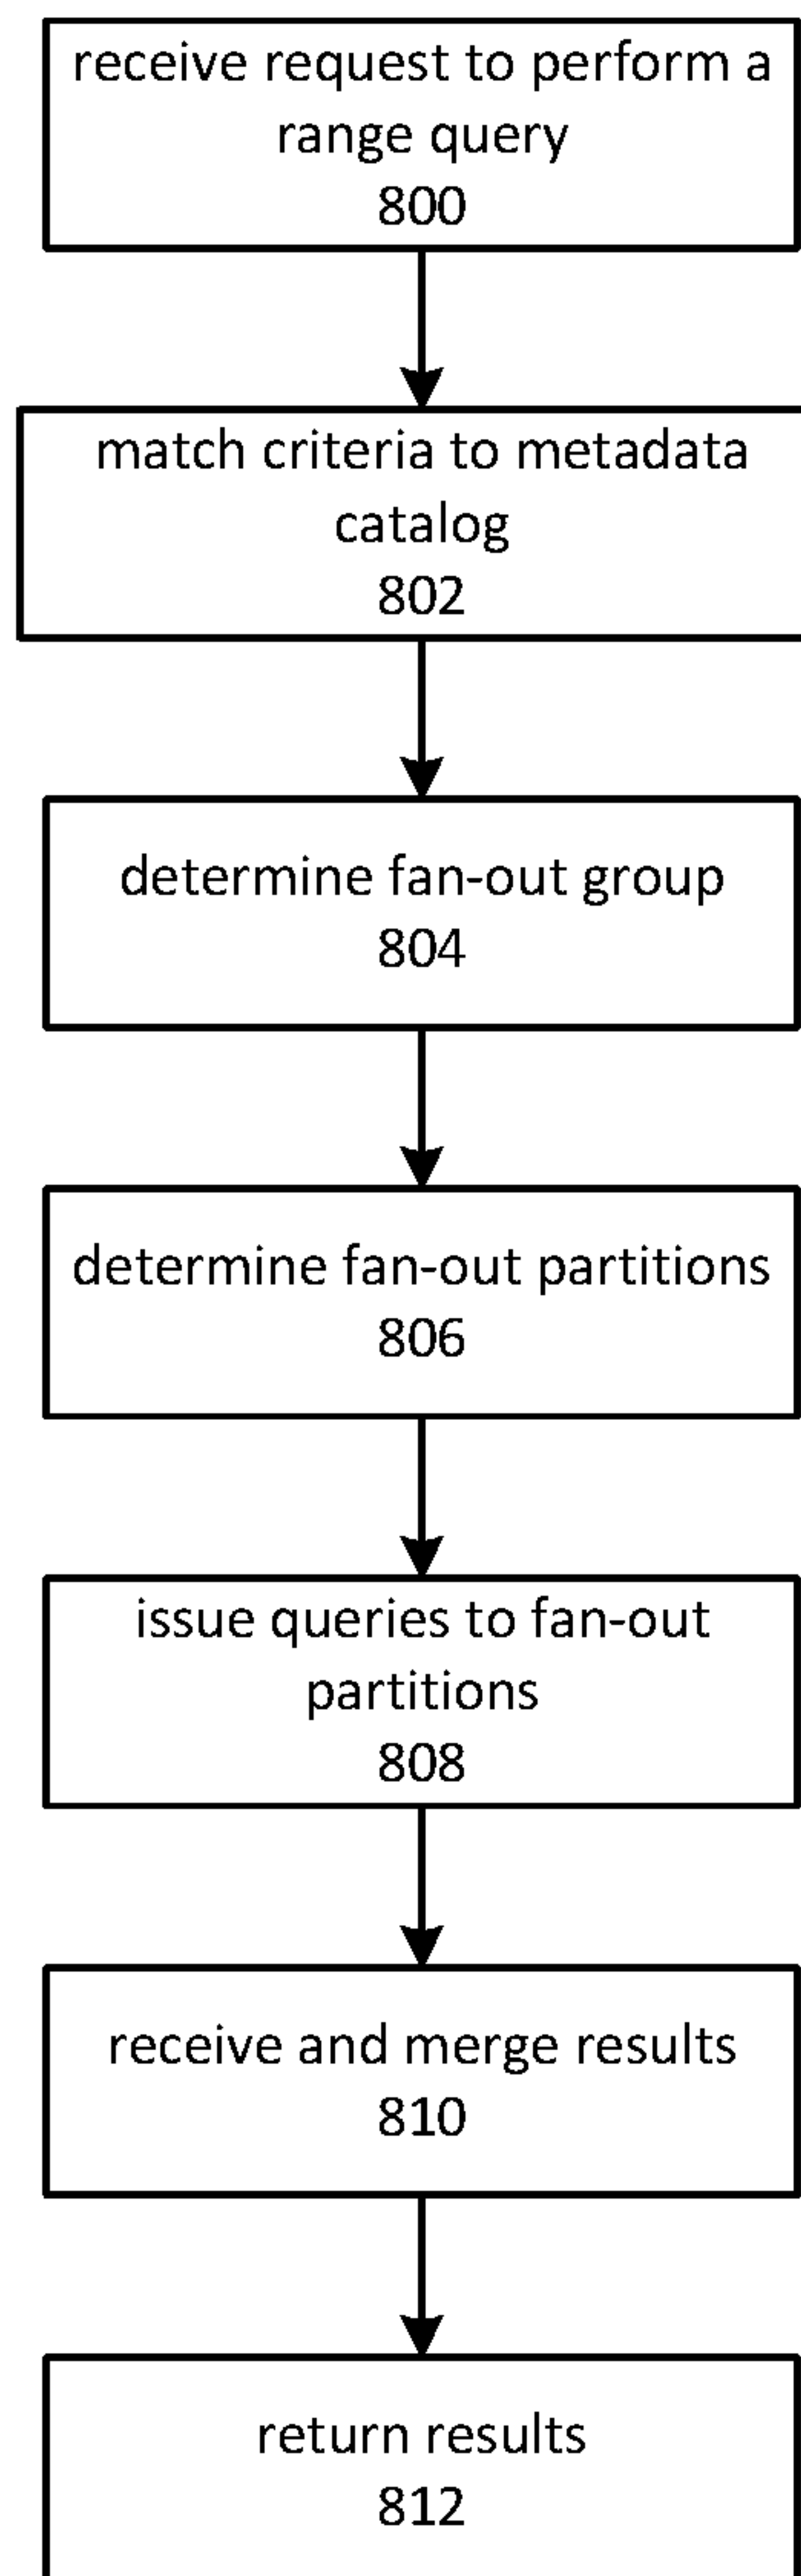 receive request to perform a
range query
800
match criteria to metadata
catalog
802
determine fan-out group
804
determine fan-out partitions
806
issue queries to fan-out
partitions
808
receive and merge results
810
return results
812